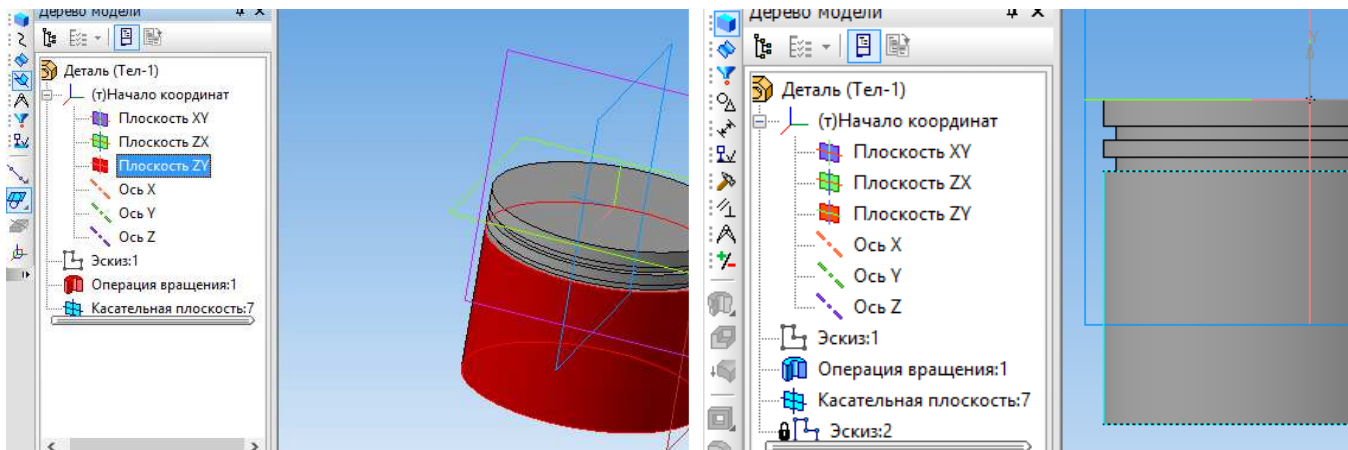 Дерево модели
Деталь (Тел-1)
(т)Начало координат
Плоскость XY
Плоскость ZX
Плоскость ZY
Ось X
Ось Y
Ось Z
Эскиз:1
Операция вращения:1
Касательная плоскость:7
Дерево модели
Деталь (Тел-1)
(т)Начало координат
Плоскость XY
Плоскость ZX
Плоскость ZY
Ось X
Ось Y
Ось Z
Эскиз:1
Операция вращения:1
Касательная плоскость:7
Эскиз:2
Y